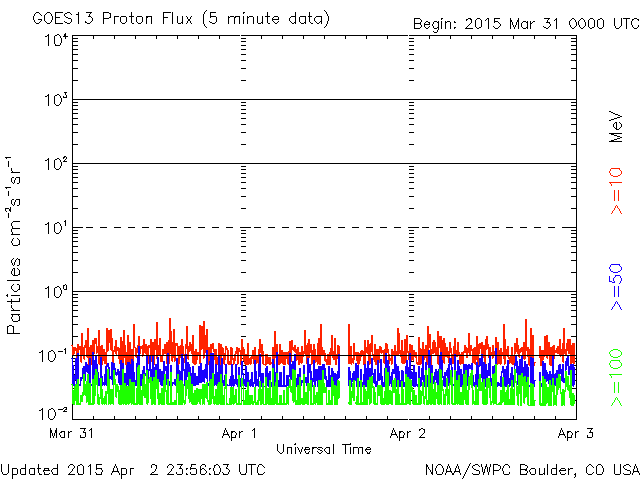 GOES13 Proton Flux (5 minute data)
Begin: 2015 Mar 31 0000 UTC
10⁴
10³
10²
10¹
10⁰
10⁻¹
10⁻²
Particles cm⁻²s⁻¹sr⁻¹
MeV
>=10
>=50
>=100
Mar 31
Apr 1
Apr 2
Apr 3
Universal Time
Updated 2015 Apr 2 23:56:03 UTC
NOAA/SWPC Boulder, CO USA